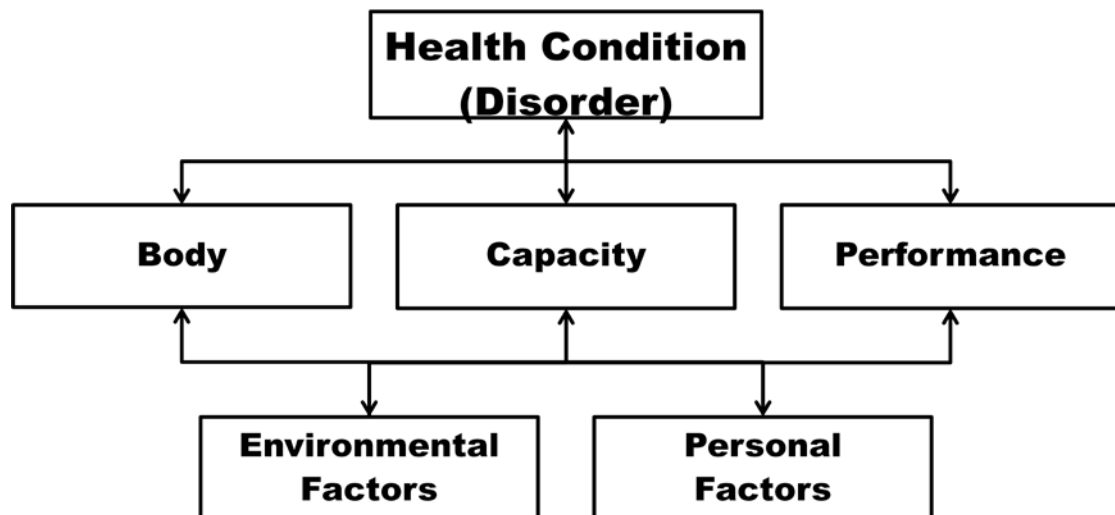 Health Condition
(Disorder)
Body
Capacity
Performance
Environmental
Factors
Personal
Factors